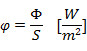 φ = Φ/S [W/m²]